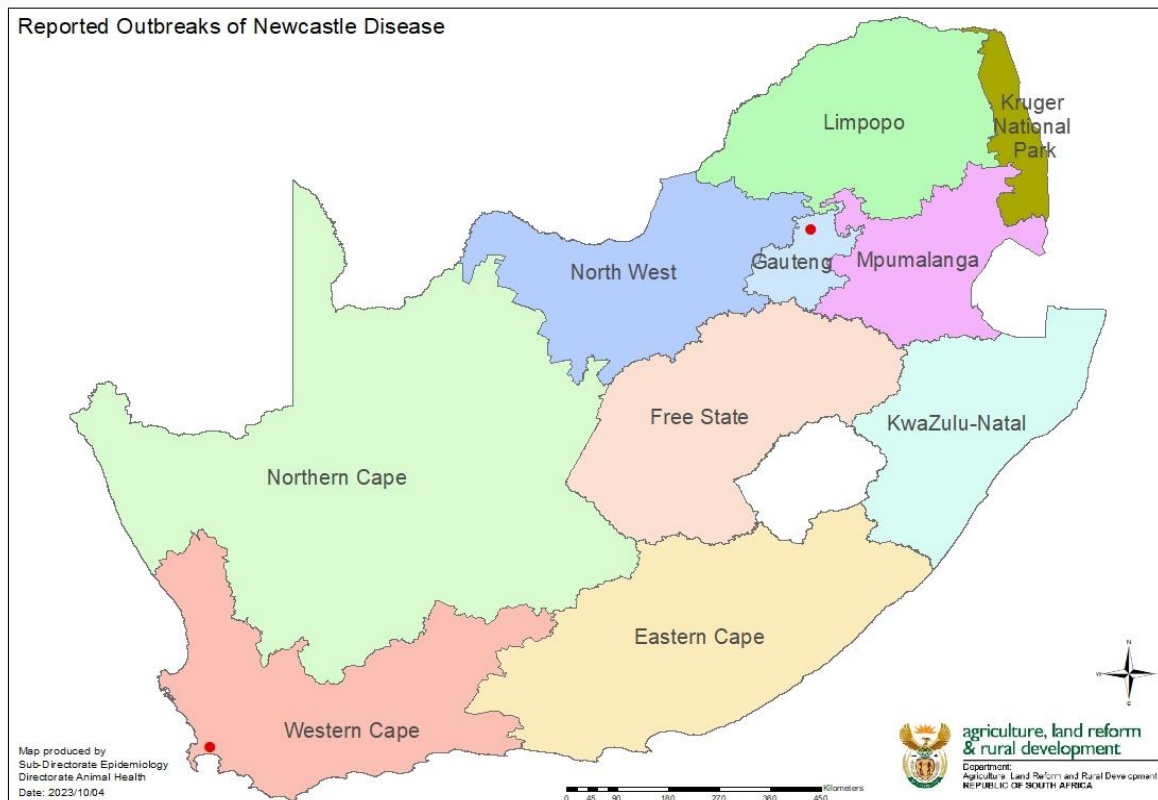 Reported Outbreaks of Newcastle Disease
Limpopo
Kruger
National
Park
North West
Gauteng
Mpumalanga
Free State
KwaZulu-Natal
Northern Cape
Eastern Cape
Western Cape
N
W
E
S
Map produced by
Sub-Directorate Epidemiology
Directorate Animal Health
Date: 2023/10/04
agriculture, land reform
& rural development
Department:
Agriculture, Land Reform and Rural Development
REPUBLIC OF SOUTH AFRICA
Kilometers
0 45 90 180 270 360 450